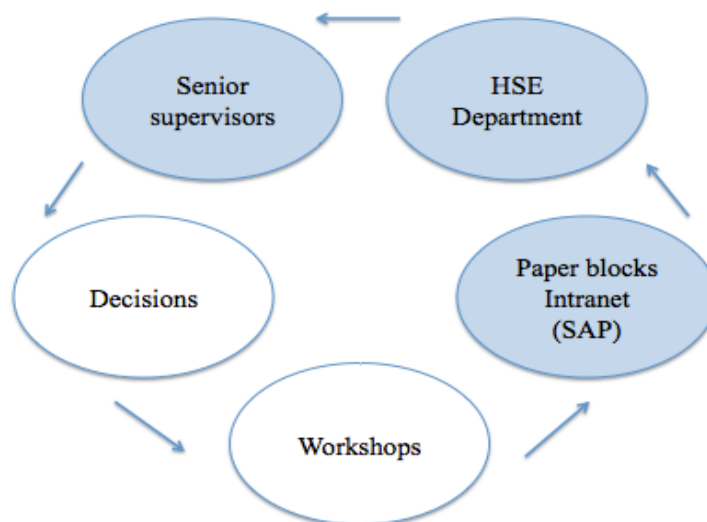 Senior
supervisors
HSE
Department
Decisions
Paper blocks
Intranet
(SAP)
Workshops